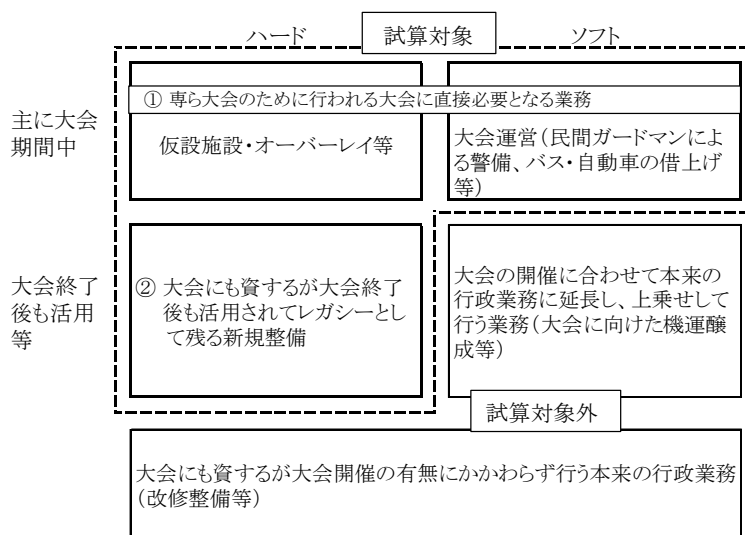 ハード
試算対象
ソフト
主に大会
期間中
① 専ら大会のために行われる大会に直接必要となる業務
仮設施設・オーバーレイ等
大会運営（民間ガードマンによ
る警備、バス・自動車の借上げ
等）
大会終了
後も活用
等
② 大会にも資するが大会終了
後も活用されてレガシーとし
て残る新規整備
大会の開催に合わせて本来の
行政業務に延長し、上乗せして
行う業務（大会に向けた機運醸
成等）
試算対象外
大会にも資するが大会開催の有無にかかわらず行う本来の行政業務
（改修整備等）